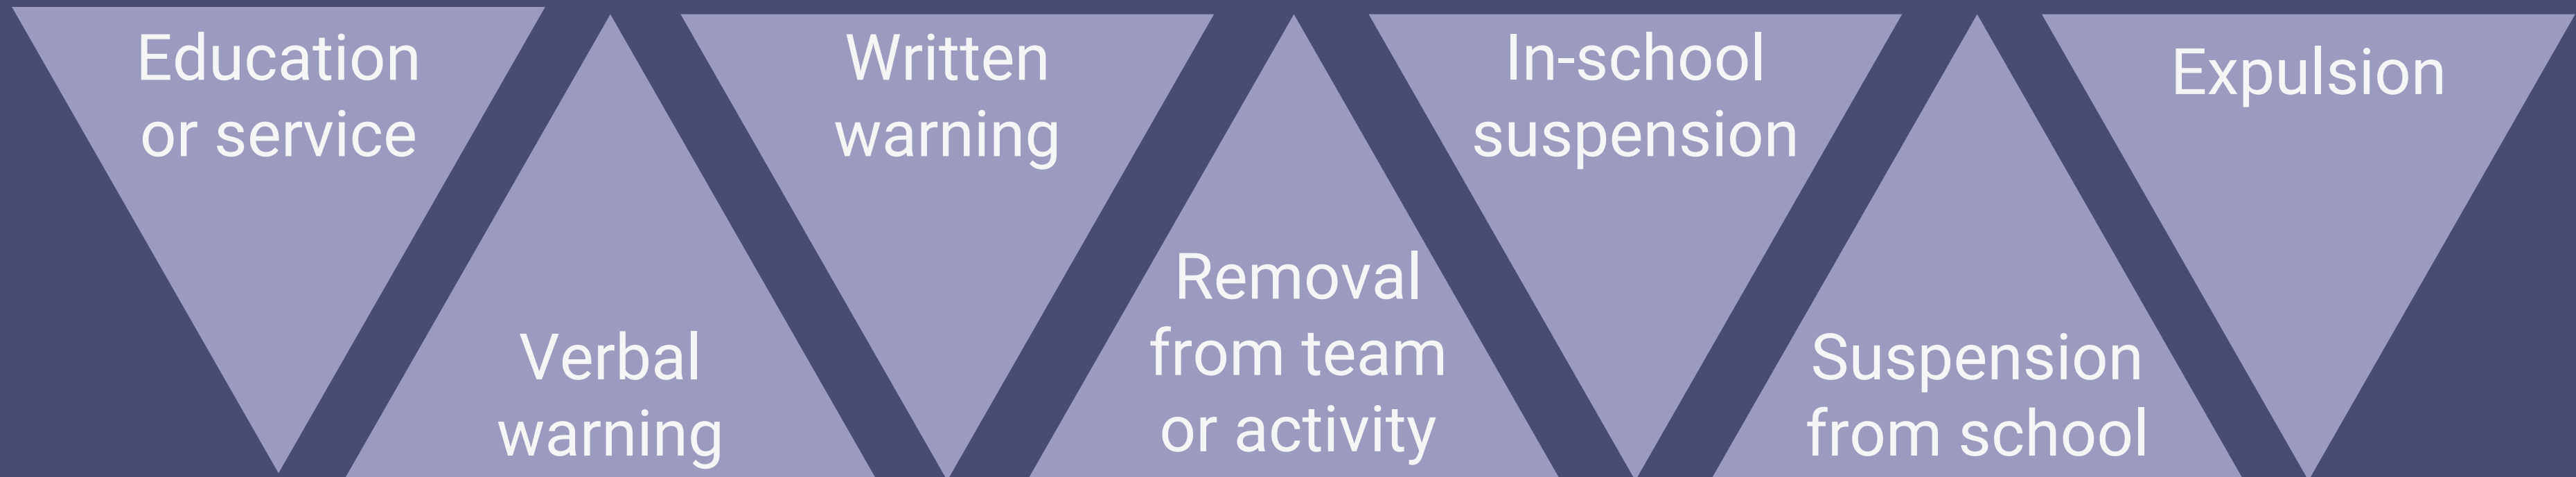 Education
or service
Verbal
warning
Written
warning
Removal
from team
or activity
In-school
suspension
Suspension
from school
Expulsion